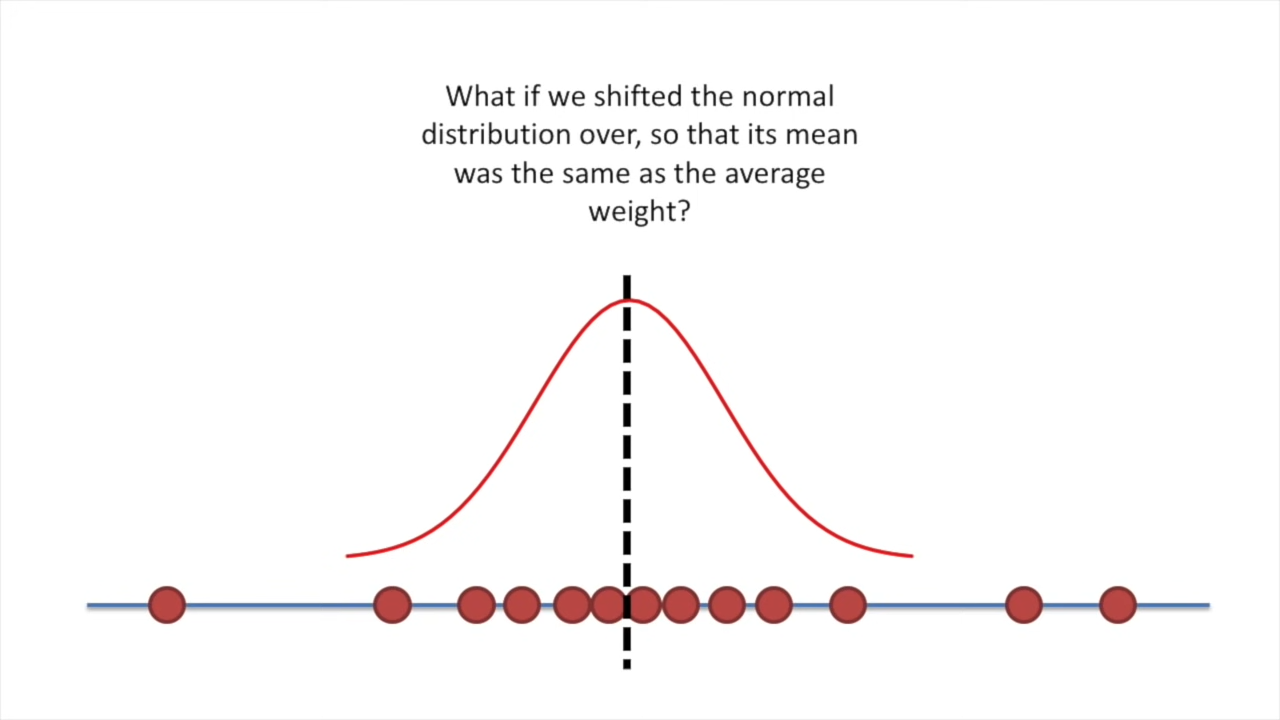 What if we shifted the normal
distribution over, so that its mean
was the same as the average
weight?